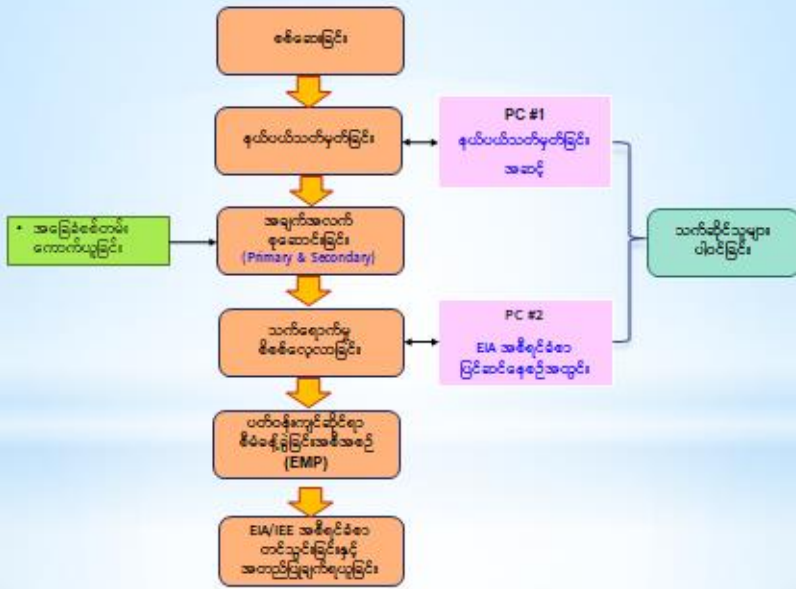 စစ်ဆေးခြင်း
နယ်ပယ်သတ်မှတ်ခြင်း
PC #1
နယ်ပယ်သတ်မှတ်ခြင်း
အဆင့်
• အခြေခံစစ်တမ်း
ကောက်ယူခြင်း
အချက်အလက်
စုဆောင်းခြင်း
(Primary & Secondary)
သက်ဆိုင်သူများ
ပါဝင်ခြင်း
သက်ရောက်မှု
စိစစ်လေ့လာခြင်း
PC #2
EIA အစီရင်ခံစာ
ပြင်ဆင်နေစဉ်အတွင်း
ပတ်ဝန်းကျင်ဆိုင်ရာ
စီမံခန့်ခွဲခြင်းအစီအစဉ်
(EMP)
EIA/IEE အစီရင်ခံစာ
တင်သွင်းခြင်းနှင့်
အတည်ပြုချက်ရယူခြင်း